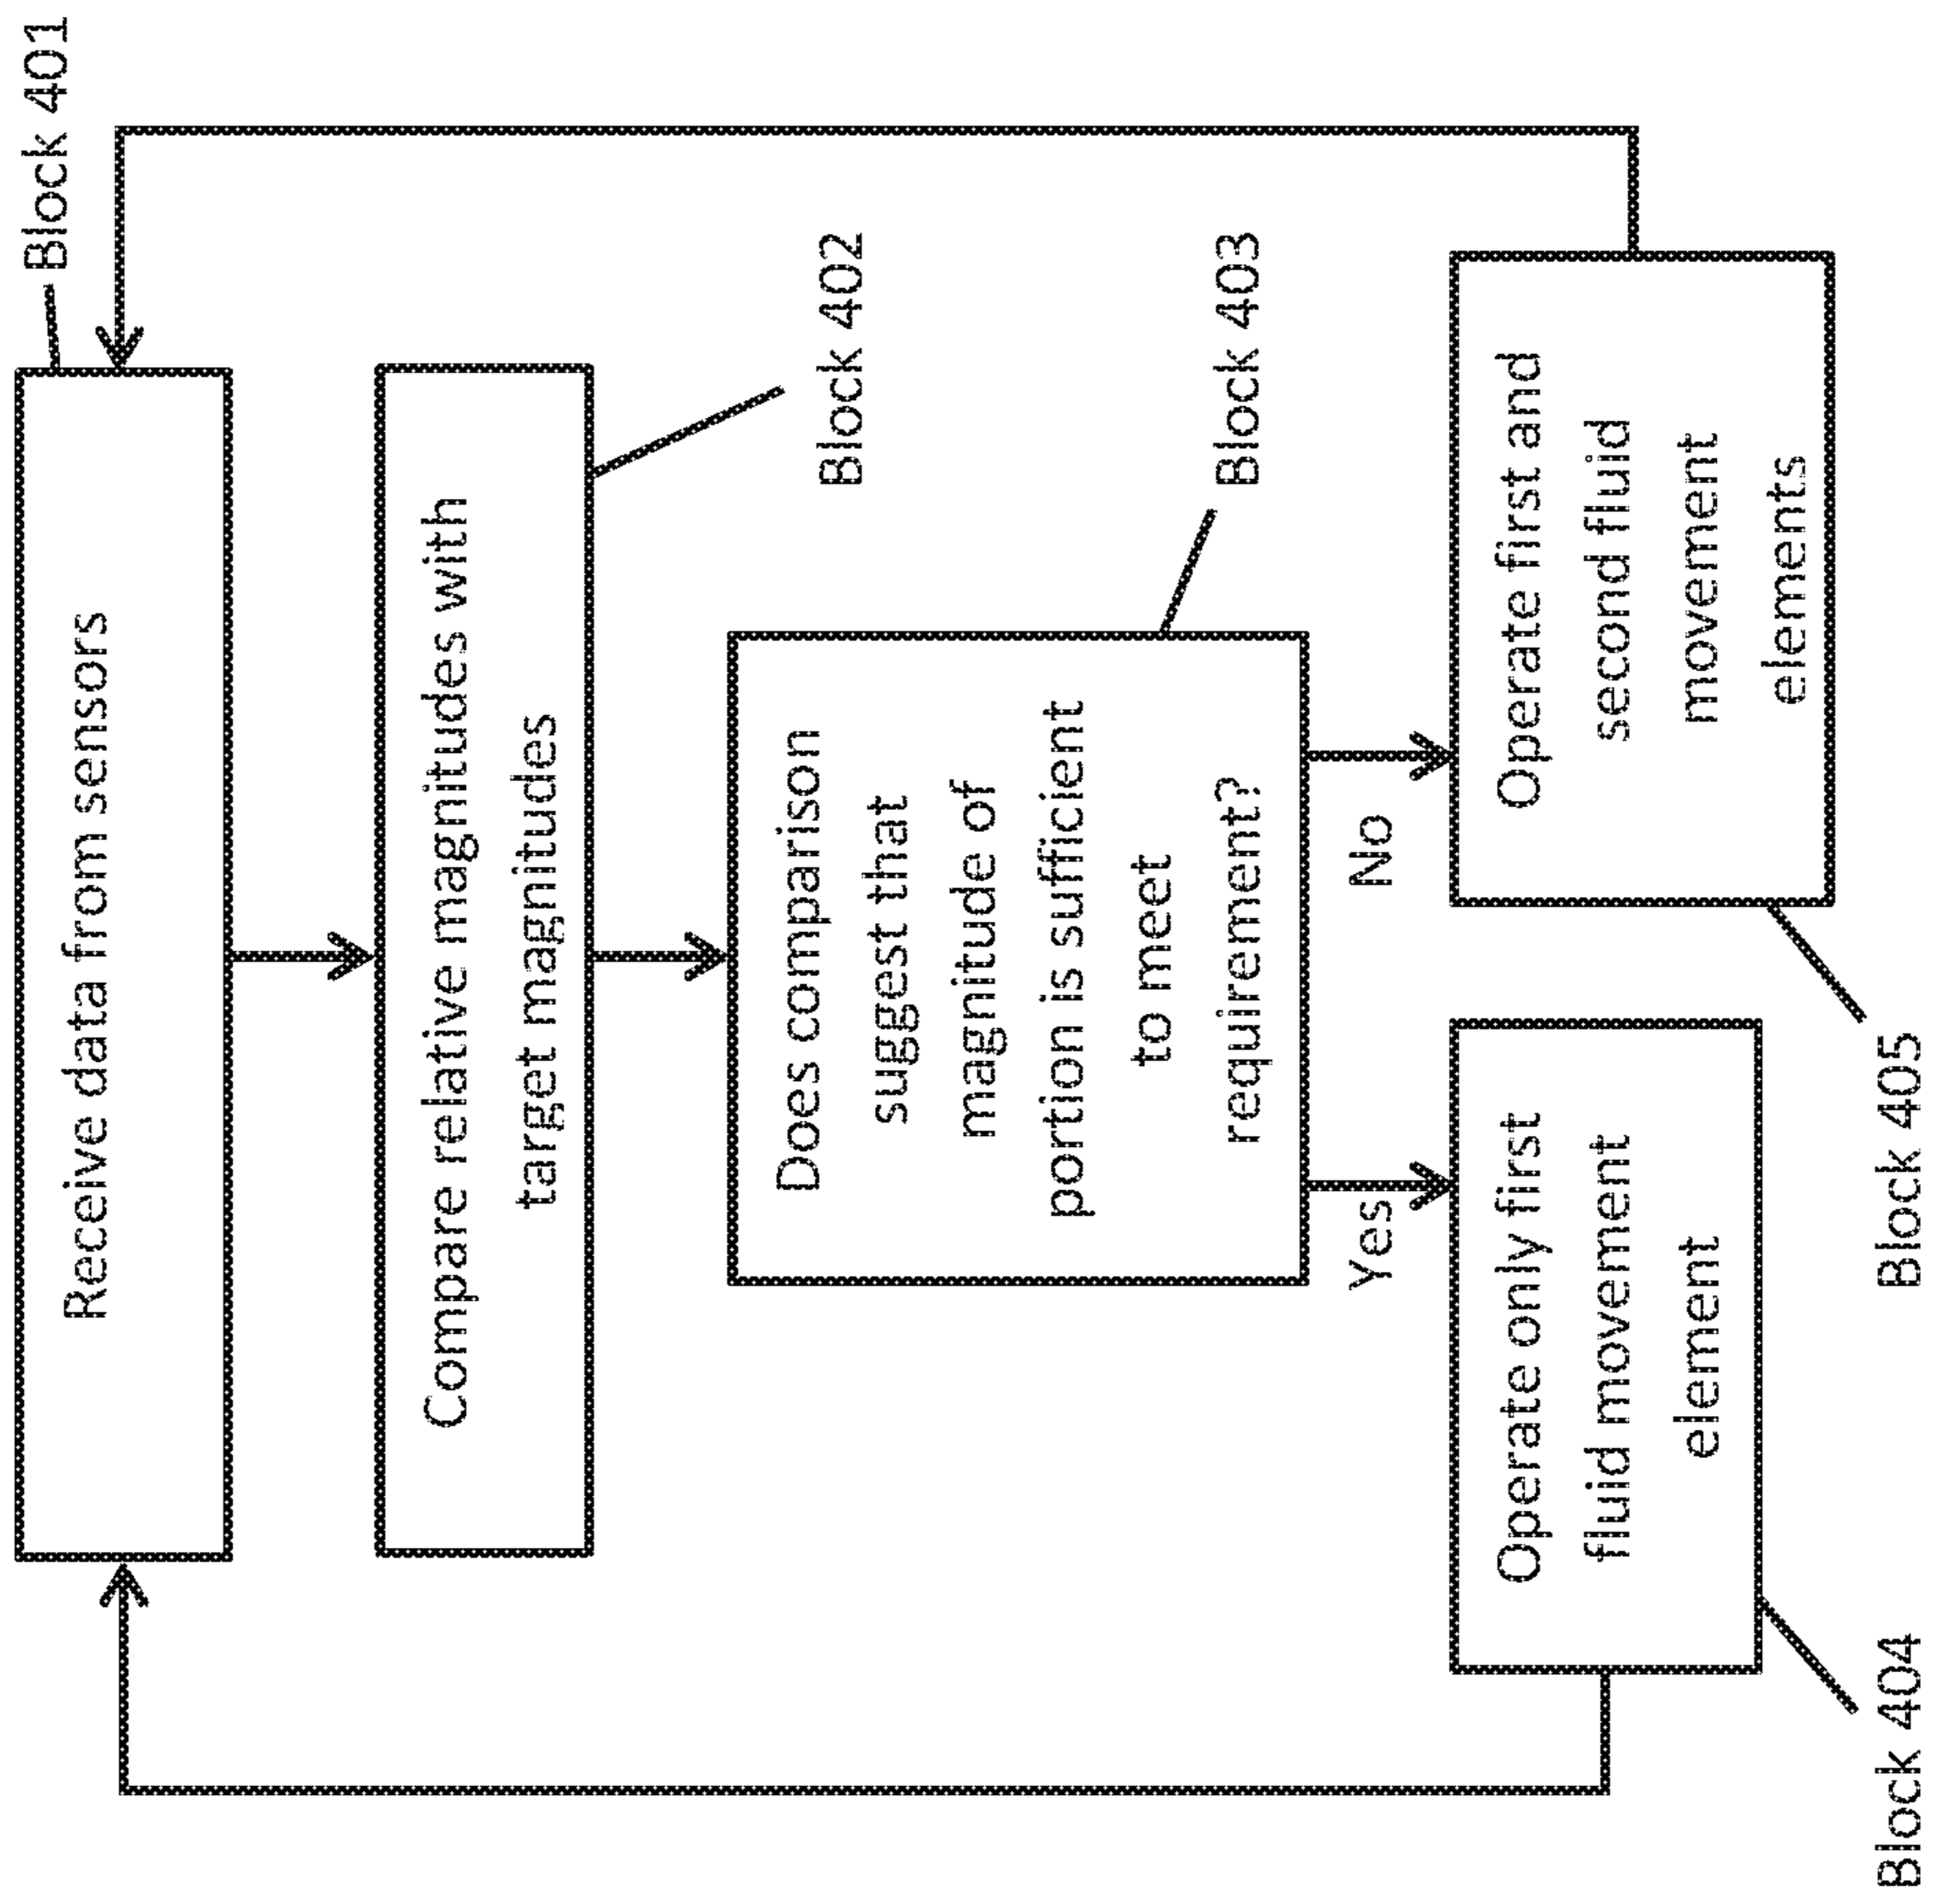 Block 401
Receive data from sensors
Compare relative magnitudes with
target magnitudes
Block 402
Does comparison
suggest that
magnitude of
portion is sufficient
to meet
requirement?
Block 403
Yes
No
Operate only first
fluid movement
element
Block 404
Operate first and
second fluid
movement
elements
Block 405